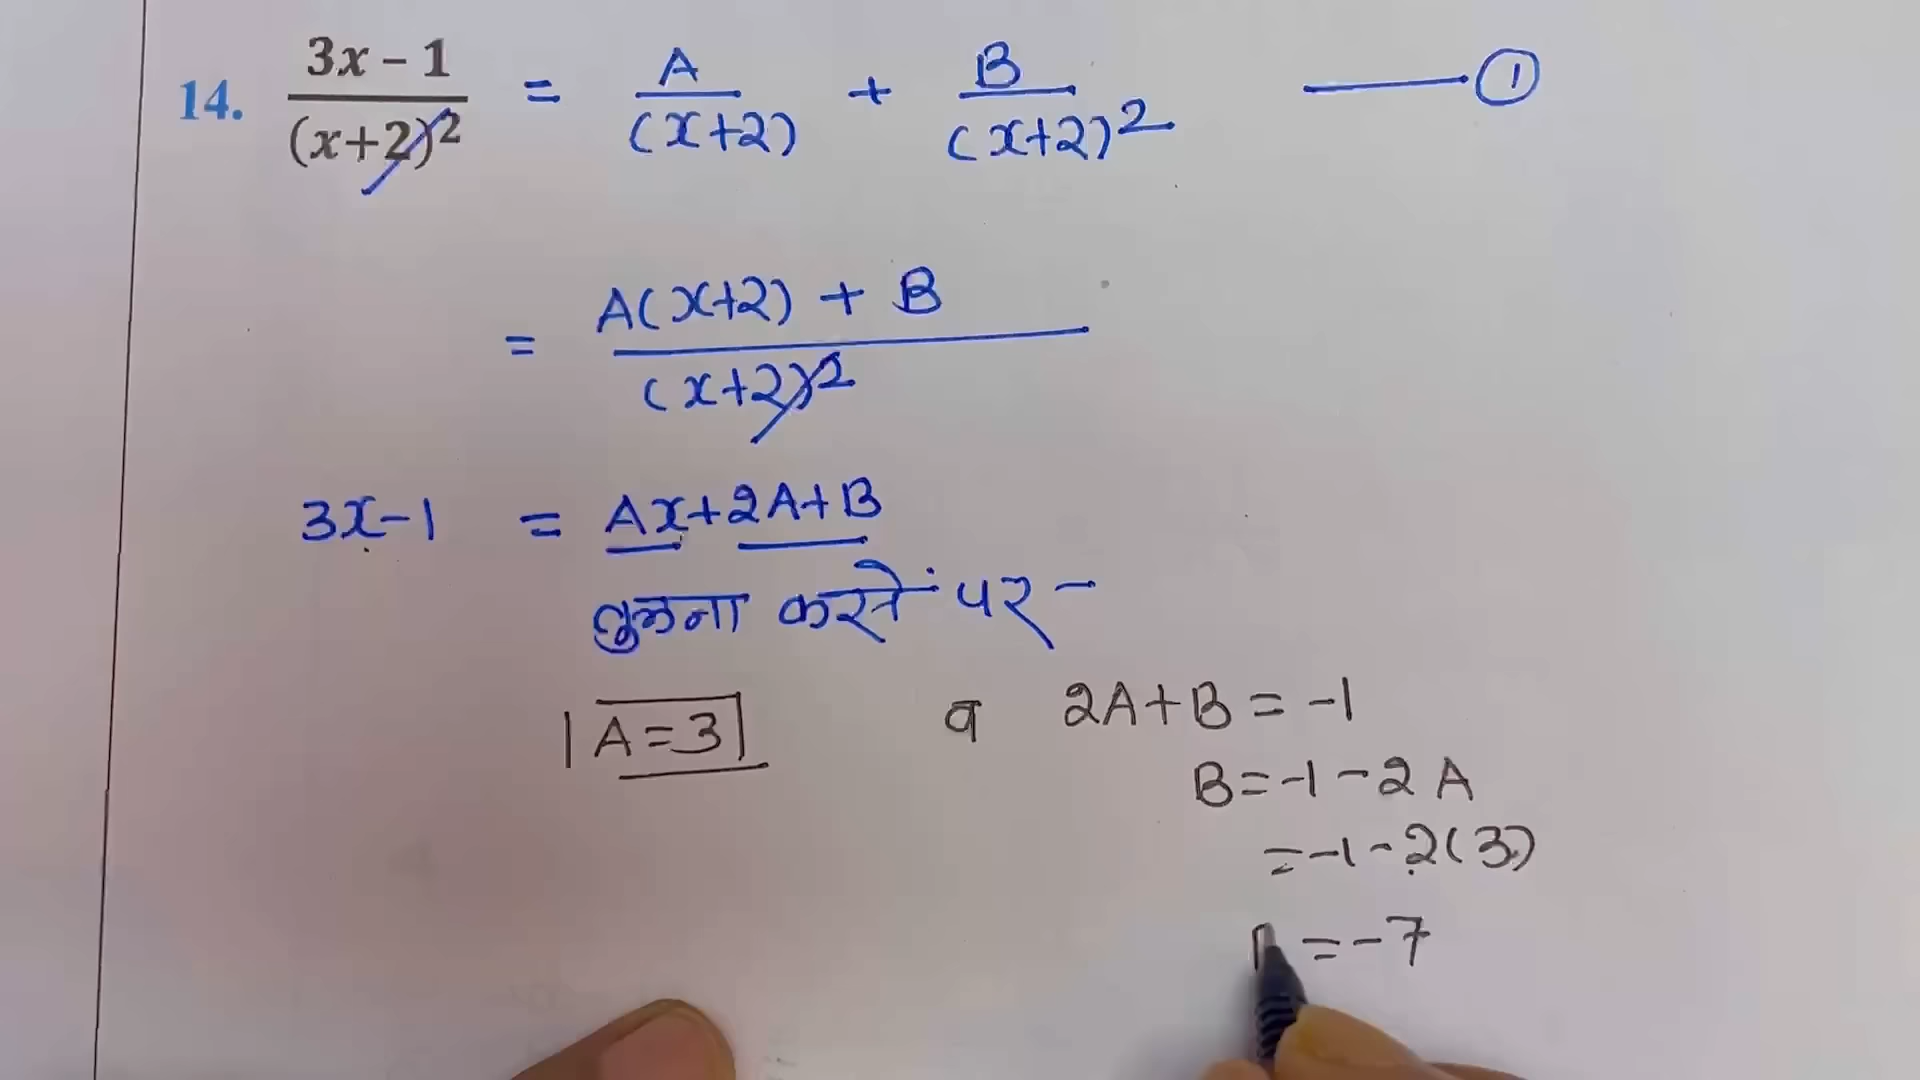 14. (3x - 1)/(x+2)² = A/(x+2) + B/(x+2)² —— ①
= (A(x+2) + B)/(x+2)²
3x-1 = Ax+2A+B
तुलना करने पर -
A=3 व 2A+B = -1
B = -1 - 2A
= -1 - 2(3)
= -7